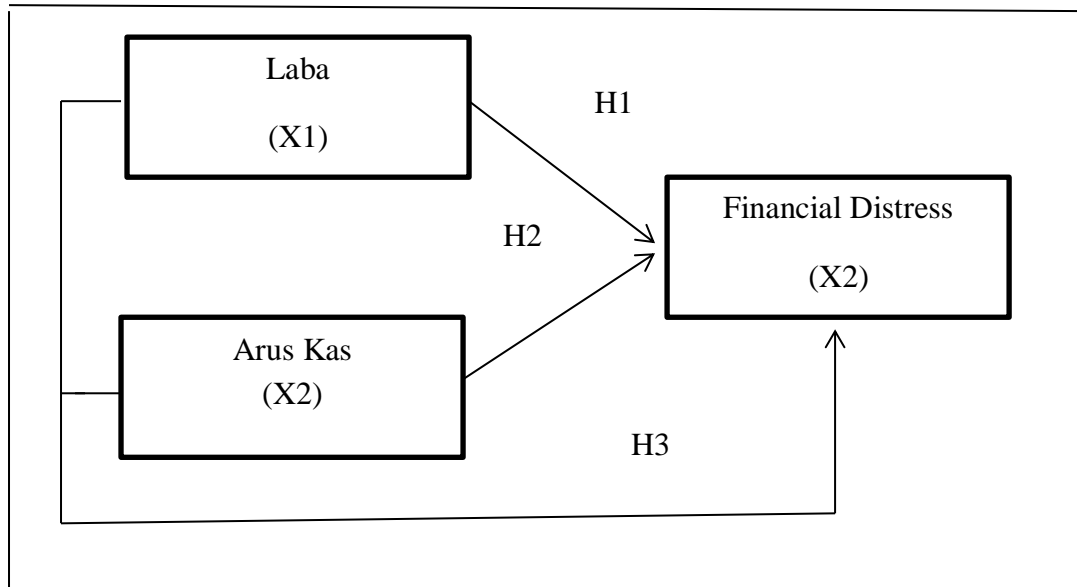 Laba
(X1)
H1
Financial Distress
(X2)
H2
Arus Kas
(X2)
H3